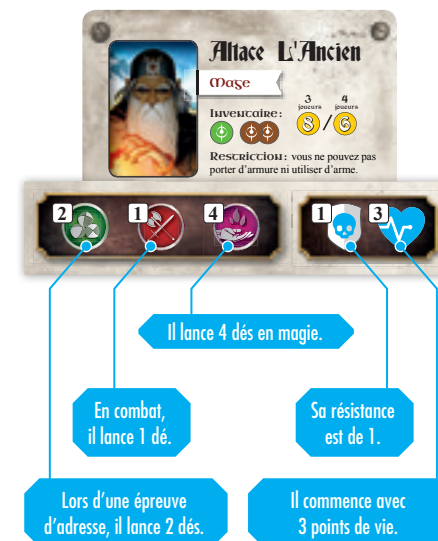 Altace L'Ancien
Mage
Inventaire:
3 joueurs
4 joueurs
8 / 6
Restriction: vous ne pouvez pas
porter d'armure ni utiliser d'arme.
2 1 4 1 3
Il lance 4 dés en magie.
En combat,
il lance 1 dé.
Sa résistance
est de 1.
Lors d'une épreuve
d'adresse, il lance 2 dés.
Il commence avec
3 points de vie.